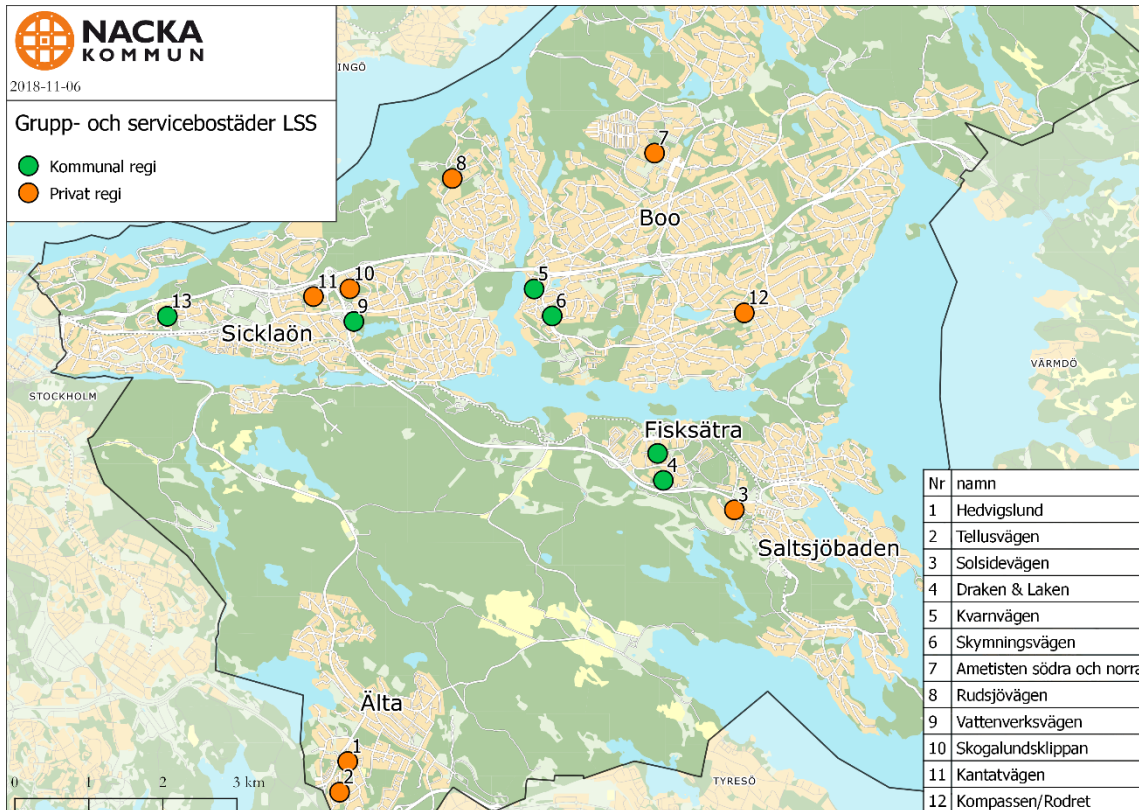 NACKA
KOMMUN
2018-11-06
Grupp- och servicebostäder LSS
Kommunal regi
Privat regi
INGÖ
7
8
Boo
5
10
11
6
12
13
9
Sicklaön
VÄRMDÖ
STOCKHOLM
Fisksätra
4
3
Saltsjöbaden
Älta
1
2
TYRESÖ
0 1 2 3 km
Nr namn
1 Hedvigslund
2 Tellusvägen
3 Solsidevägen
4 Draken & Laken
5 Kvarnvägen
6 Skymningsvägen
7 Ametisten södra och norra
8 Rudsjövägen
9 Vattenverksvägen
10 Skogalundsklippan
11 Kantatvägen
12 Kompassen/Rodret